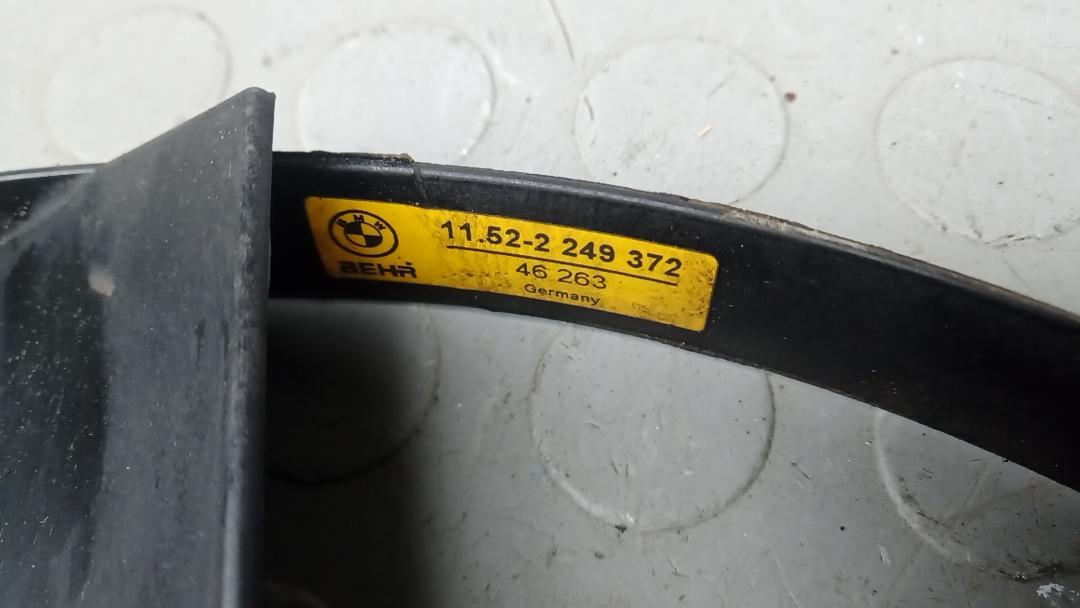 BMW
11.52-2 249 372
BEHR
46 263
Germany